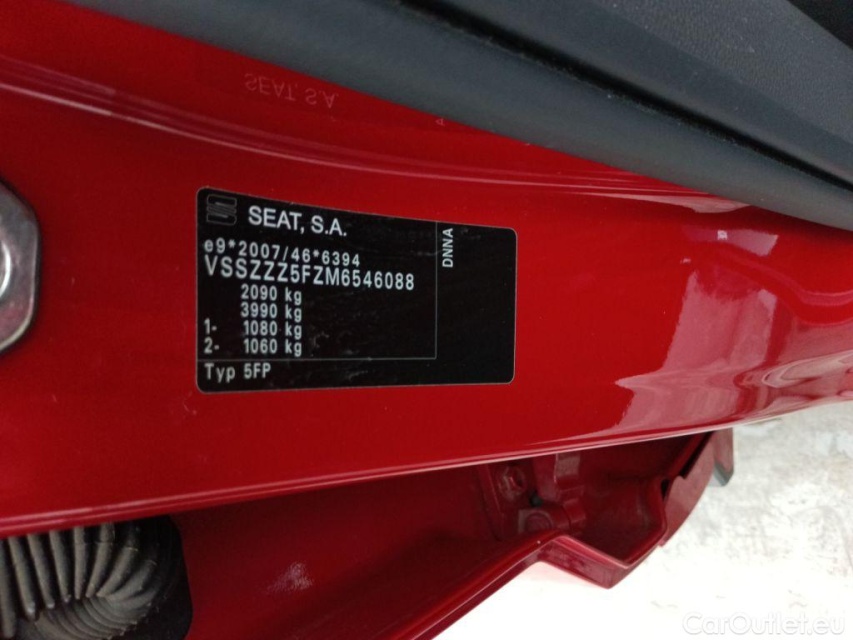 SEAT, S.A
SEAT, S.A.
e9*2007/46*6394
VSSZZZ5FZM6546088
2090 kg
3990 kg
1- 1080 kg
2- 1060 kg
Typ 5FP
DNNA
CarOutlet.eu